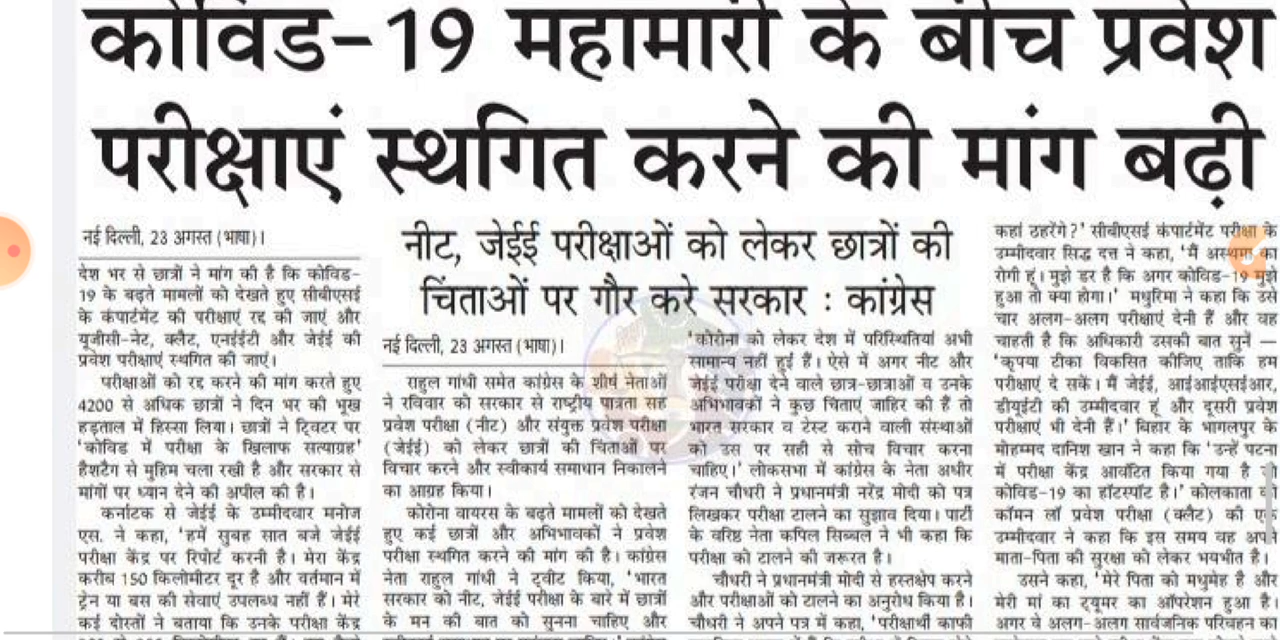 कोविड-19 महामारी के बीच प्रवेश
परीक्षाएं स्थगित करने की मांग बढ़ी
नई दिल्ली, 23 अगस्त (भाषा)।
देश भर से छात्रों ने मांग की है कि कोविड-
19 के बढ़ते मामलों को देखते हुए सीबीएसई
के कंपार्टमेंट की परीक्षाएं रद्द की जाएं और
यूजीसी-नेट, क्लैट, एनईईटी और जेईई की
प्रवेश परीक्षाएं स्थगित की जाएं।
परीक्षाओं को रद्द करने की मांग करते हुए
4200 से अधिक छात्रों ने दिन भर की भूख
हड़ताल में हिस्सा लिया। छात्रों ने ट्विटर पर
'कोविड में परीक्षा के खिलाफ सत्याग्रह'
हैशटैग से मुहिम चला रखी है और सरकार से
मांगों पर ध्यान देने की अपील की है।
कर्नाटक से जेईई के उम्मीदवार मनोज
एस. ने कहा, 'हमें सुबह सात बजे जेईई
परीक्षा केंद्र पर रिपोर्ट करनी है। मेरा केंद्र
करीब 150 किलोमीटर दूर है और वर्तमान में
ट्रेन या बस की सेवाएं उपलब्ध नहीं हैं। मेरे
कई दोस्तों ने बताया कि उनके परीक्षा केंद्र
नीट, जेईई परीक्षाओं को लेकर छात्रों की
चिंताओं पर गौर करे सरकार : कांग्रेस
नई दिल्ली, 23 अगस्त (भाषा)।
राहुल गांधी समेत कांग्रेस के शीर्ष नेताओं
ने रविवार को सरकार से राष्ट्रीय पात्रता सह
प्रवेश परीक्षा (नीट) और संयुक्त प्रवेश परीक्षा
(जेईई) को लेकर छात्रों की चिंताओं पर
विचार करने और स्वीकार्य समाधान निकालने
का आग्रह किया।
कोरोना वायरस के बढ़ते मामलों को देखते
हुए कई छात्रों और अभिभावकों ने प्रवेश
परीक्षा स्थगित करने की मांग की है। कांग्रेस
नेता राहुल गांधी ने ट्वीट किया, 'भारत
सरकार को नीट, जेईई परीक्षा के बारे में छात्रों
के मन की बात को सुनना चाहिए और
'कोरोना को लेकर देश में परिस्थितियां अभी
सामान्य नहीं हुई हैं। ऐसे में अगर नीट और
जेईई परीक्षा देने वाले छात्र-छात्राओं व उनके
अभिभावकों ने कुछ चिंताएं जाहिर की हैं तो
भारत सरकार व टेस्ट कराने वाली संस्थाओं
को उस पर सही से सोच विचार करना
चाहिए।' लोकसभा में कांग्रेस के नेता अधीर
रंजन चौधरी ने प्रधानमंत्री नरेंद्र मोदी को पत्र
लिखकर परीक्षा टालने का सुझाव दिया। पार्टी
के वरिष्ठ नेता कपिल सिब्बल ने भी कहा कि
परीक्षा को टालने की जरूरत है।
चौधरी ने प्रधानमंत्री मोदी से हस्तक्षेप करने
और परीक्षाओं को टालने का अनुरोध किया है।
चौधरी ने अपने पत्र में कहा, 'परीक्षार्थी काफी
कहां ठहरेंगे?' सीबीएसई कंपार्टमेंट परीक्षा के
उम्मीदवार सिद्ध दत्त ने कहा, 'मैं अस्थमा का
रोगी हूं। मुझे डर है कि अगर कोविड-19 मुझे
हुआ तो क्या होगा।' मधुरिमा ने कहा कि उसे
चार अलग-अलग परीक्षाएं देनी हैं और वह
चाहती है कि अधिकारी उसकी बात सुनें –
'कृपया टीका विकसित कीजिए ताकि हम
परीक्षाएं दे सकें। मैं जेईई, आईआईएसईआर,
डीयूईटी की उम्मीदवार हूं और दूसरी प्रवेश
परीक्षाएं भी देनी हैं।' बिहार के भागलपुर के
मोहम्मद दानिश खान ने कहा कि 'उन्हें पटना
में परीक्षा केंद्र आवंटित किया गया है जो
कोविड-19 का हॉटस्पॉट है।' कोलकाता की
कॉमन लॉ प्रवेश परीक्षा (क्लैट) की एक
उम्मीदवार ने कहा कि इस समय वह अपने
माता-पिता की सुरक्षा को लेकर भयभीत है।
उसने कहा, 'मेरे पिता को मधुमेह है और
मेरी मां का ट्यूमर का ऑपरेशन हुआ है।
अगर वे अलग-अलग सार्वजनिक परिवहन का